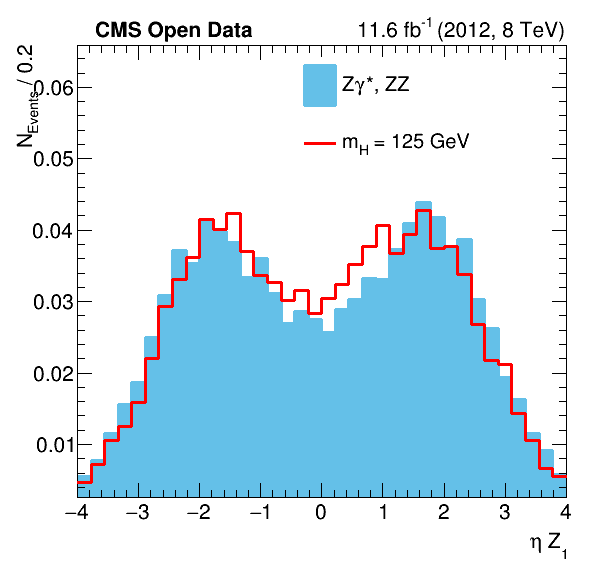 CMS Open Data 11.6 fb⁻¹ (2012, 8 TeV)
N_Events / 0.2
Zγ*, ZZ
m_H = 125 GeV
0.06
0.05
0.04
0.03
0.02
0.01
−4 −3 −2 −1 0 1 2 3 4
η Z₁